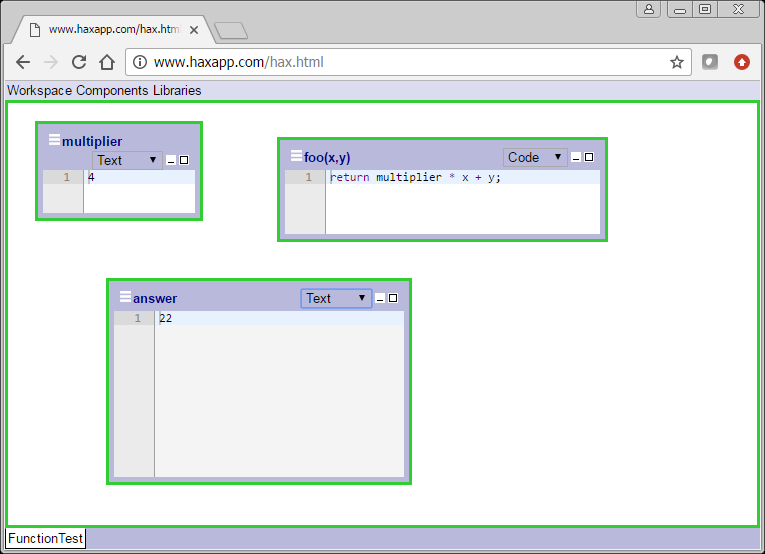 www.haxapp.com/hax.htm
www.haxapp.com/hax.html
Workspace Components Libraries
multiplier
Text
1 4
foo(x,y)
Code
1 return multiplier * x + y;
answer
Text
1 22
FunctionTest